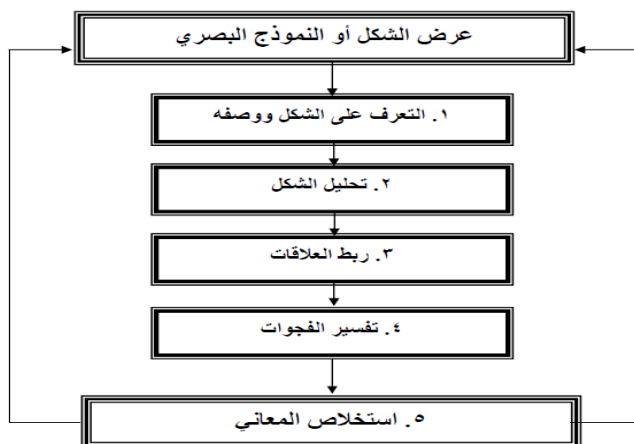 عرض الشكل أو النموذج البصري
١. التعرف على الشكل ووصفه
٢. تحليل الشكل
٣. ربط العلاقات
٤. تفسير الفجوات
٥. استخلاص المعاني